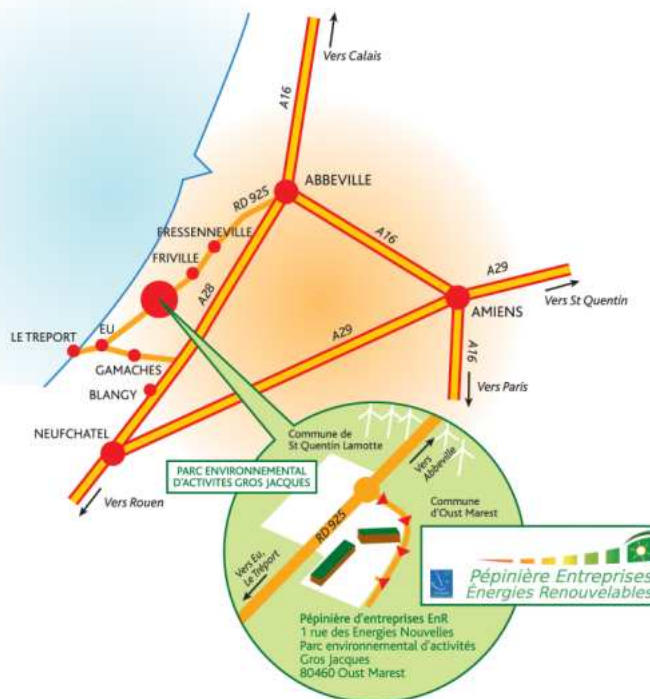 Vers Calais
A16
ABBEVILLE
RD 925
FRESSENNEVILLE
FRIVILLE
A16
A28
A29
Vers St Quentin
AMIENS
EU
LE TREPORT
A29
A16
GAMACHES
BLANGY
Vers Paris
NEUFCHATEL
Commune de
St Quentin Lamotte
Vers
Abbeville
PARC ENVIRONNEMENTAL
D'ACTIVITES GROS JACQUES
Vers Rouen
Commune
d'Oust Marest
RD 925
Vers Eu,
Le Tréport
Pépinière Entreprises
Énergies Renouvelables
Pépinière d'entreprises EnR
1 rue des Energies Nouvelles
Parc environnemental d'activités
Gros Jacques
80460 Oust Marest